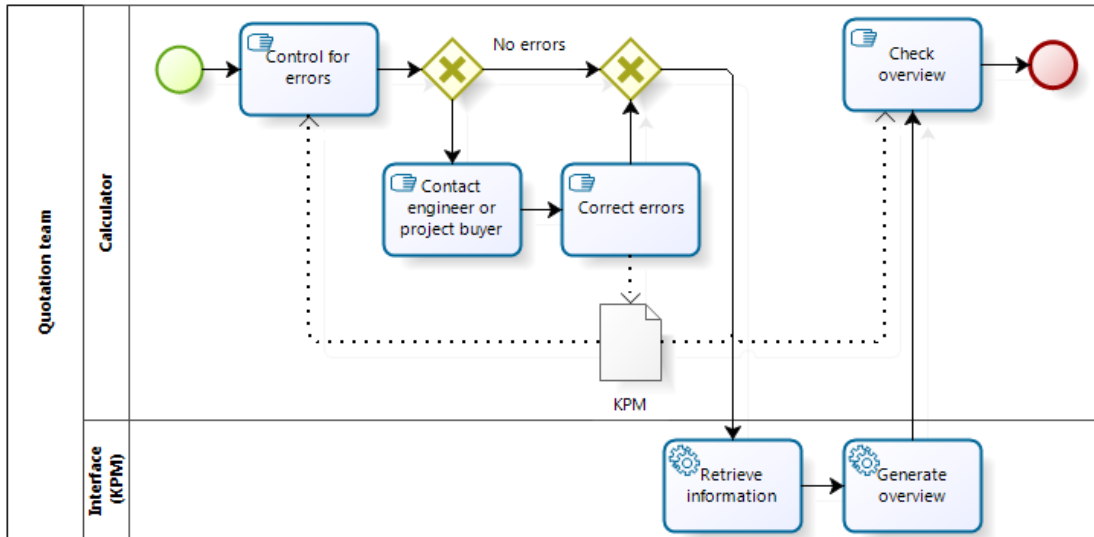 Quotation team
Calculator
Control for
errors
No errors
Check
overview
Contact
engineer or
project buyer
Correct errors
KPM
Interface
(KPM)
Retrieve
information
Generate
overview